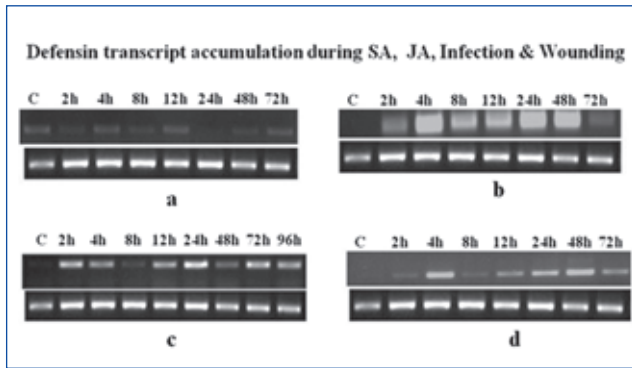 Defensin transcript accumulation during SA, JA, Infection & Wounding
C 2h 4h 8h 12h 24h 48h 72h
a
C 2h 4h 8h 12h 24h 48h 72h
b
C 2h 4h 8h 12h 24h 48h 72h 96h
c
C 2h 4h 8h 12h 24h 48h 72h
d